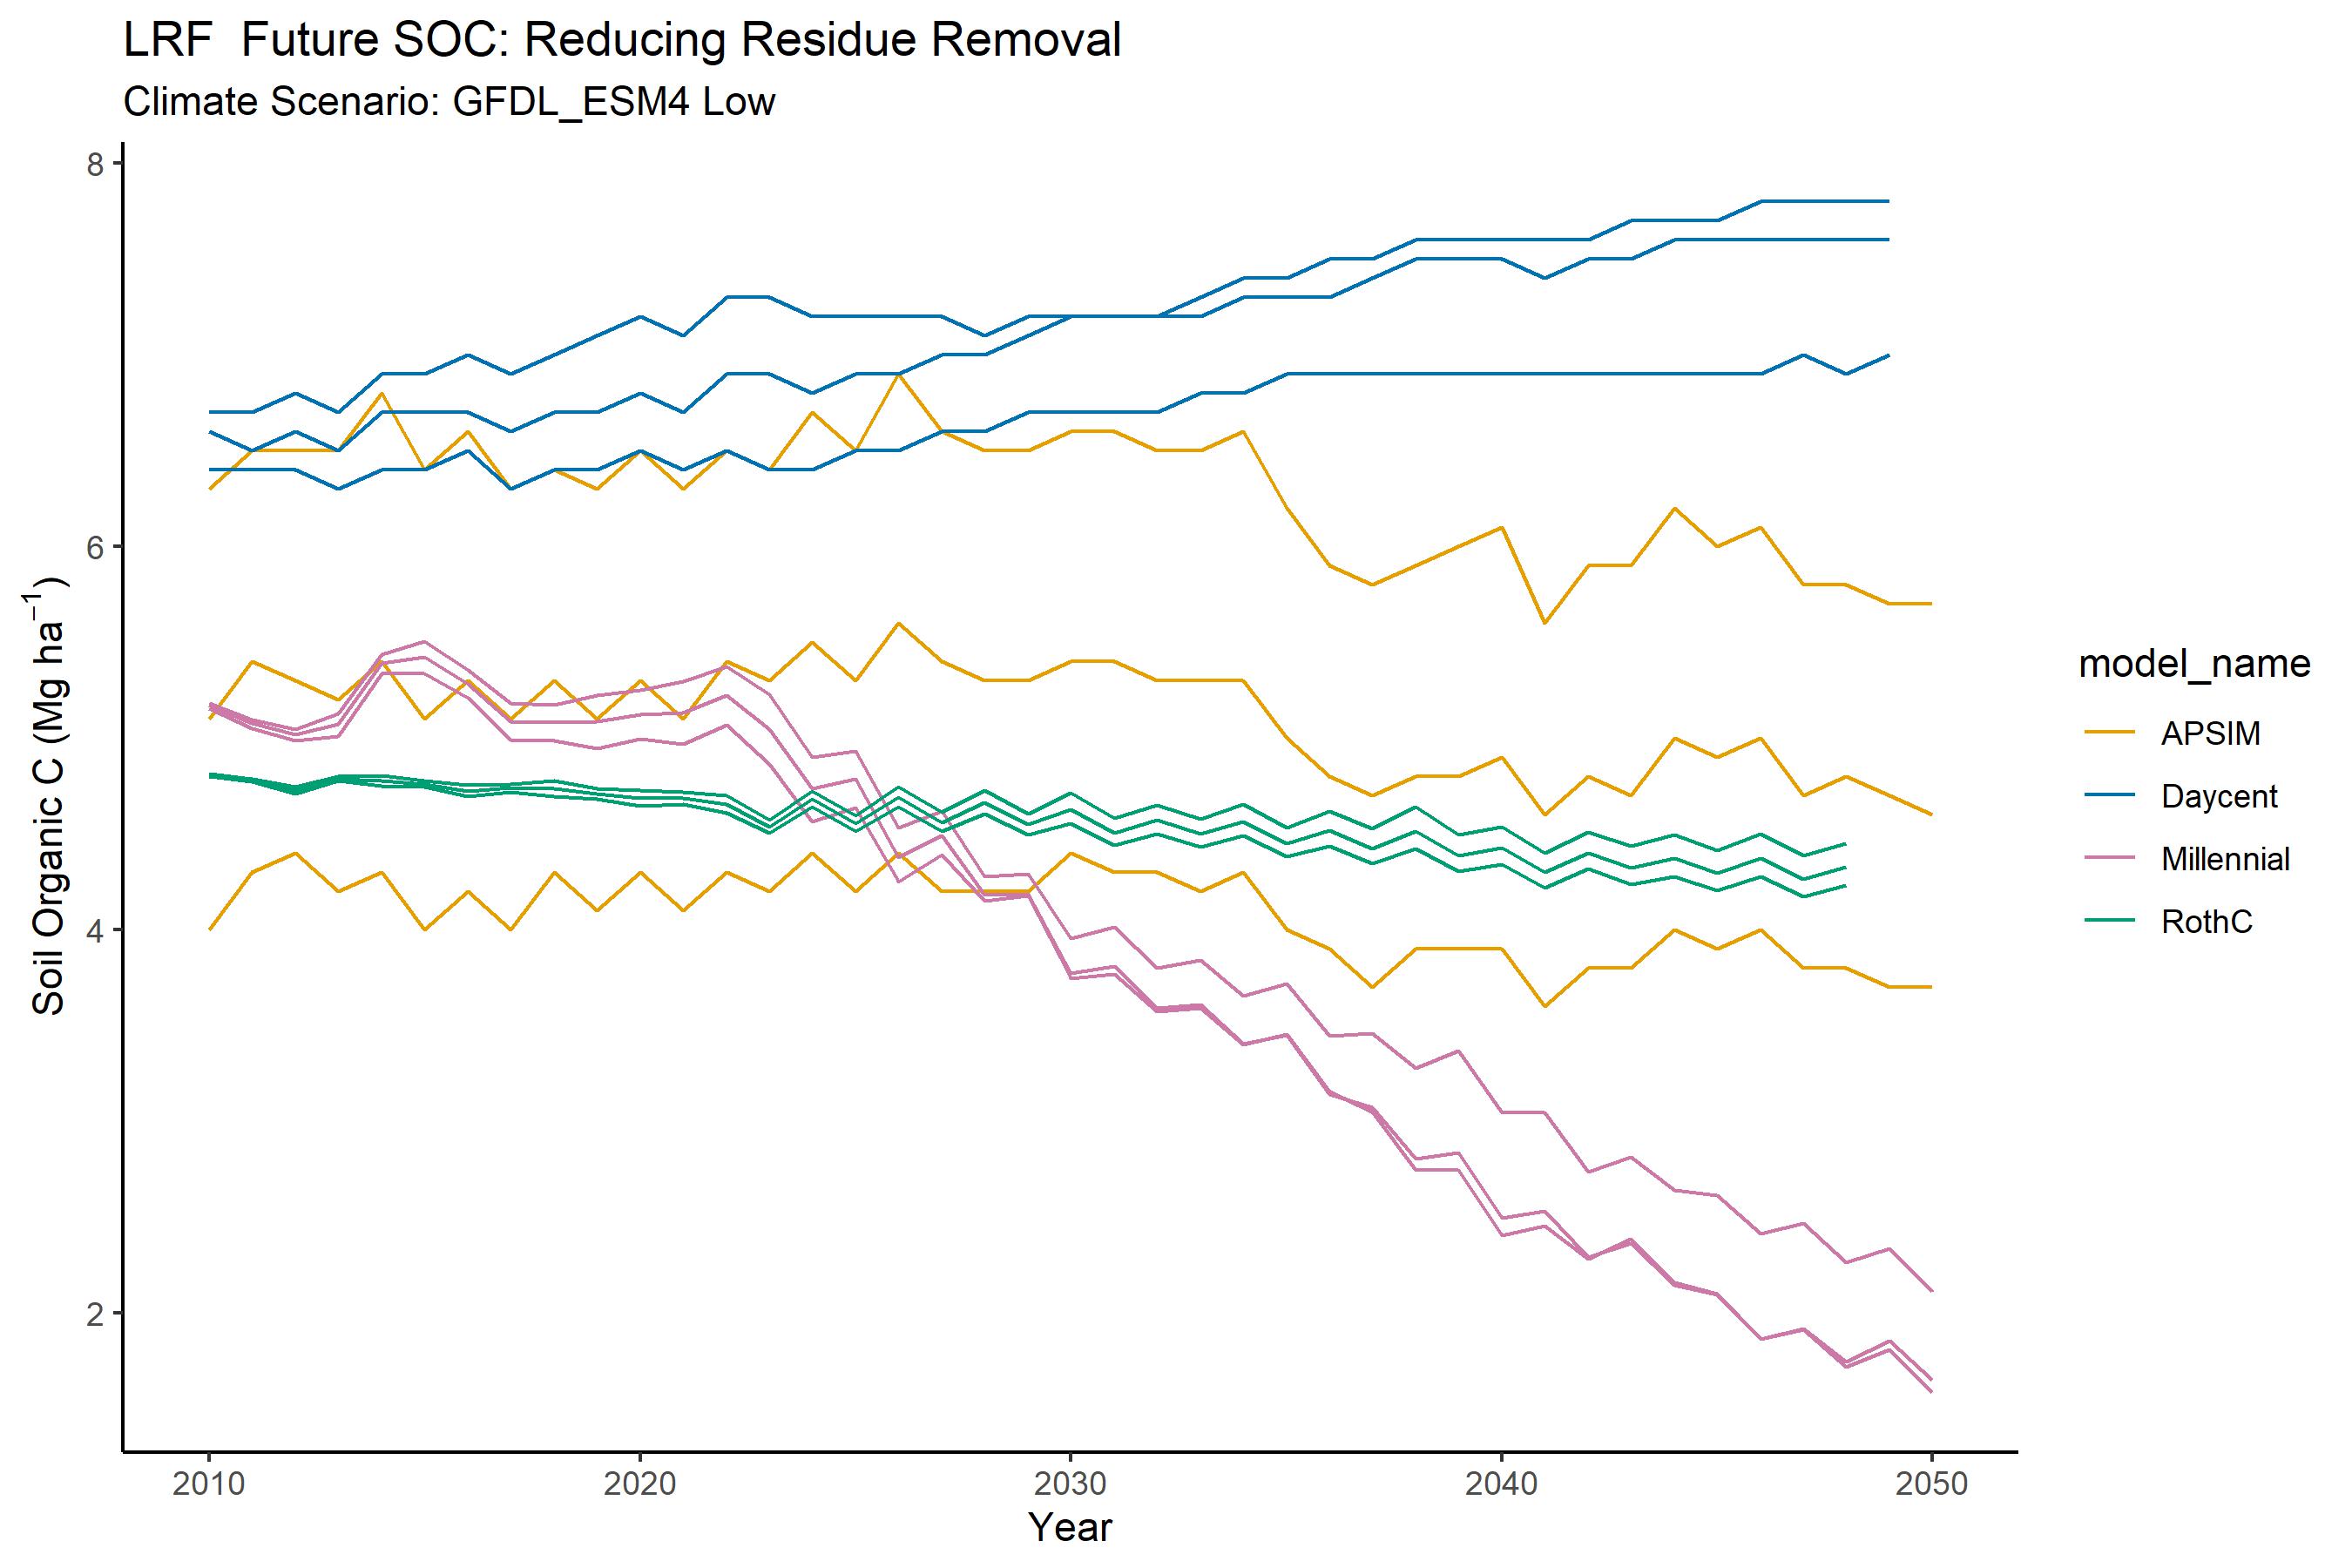 LRF  Future SOC: Reducing Residue Removal
Climate Scenario: GFDL_ESM4 Low
8
6
4
2
Soil Organic C (Mg ha⁻¹)
2010 2020 2030 2040 2050
Year
model_name
APSIM
Daycent
Millennial
RothC